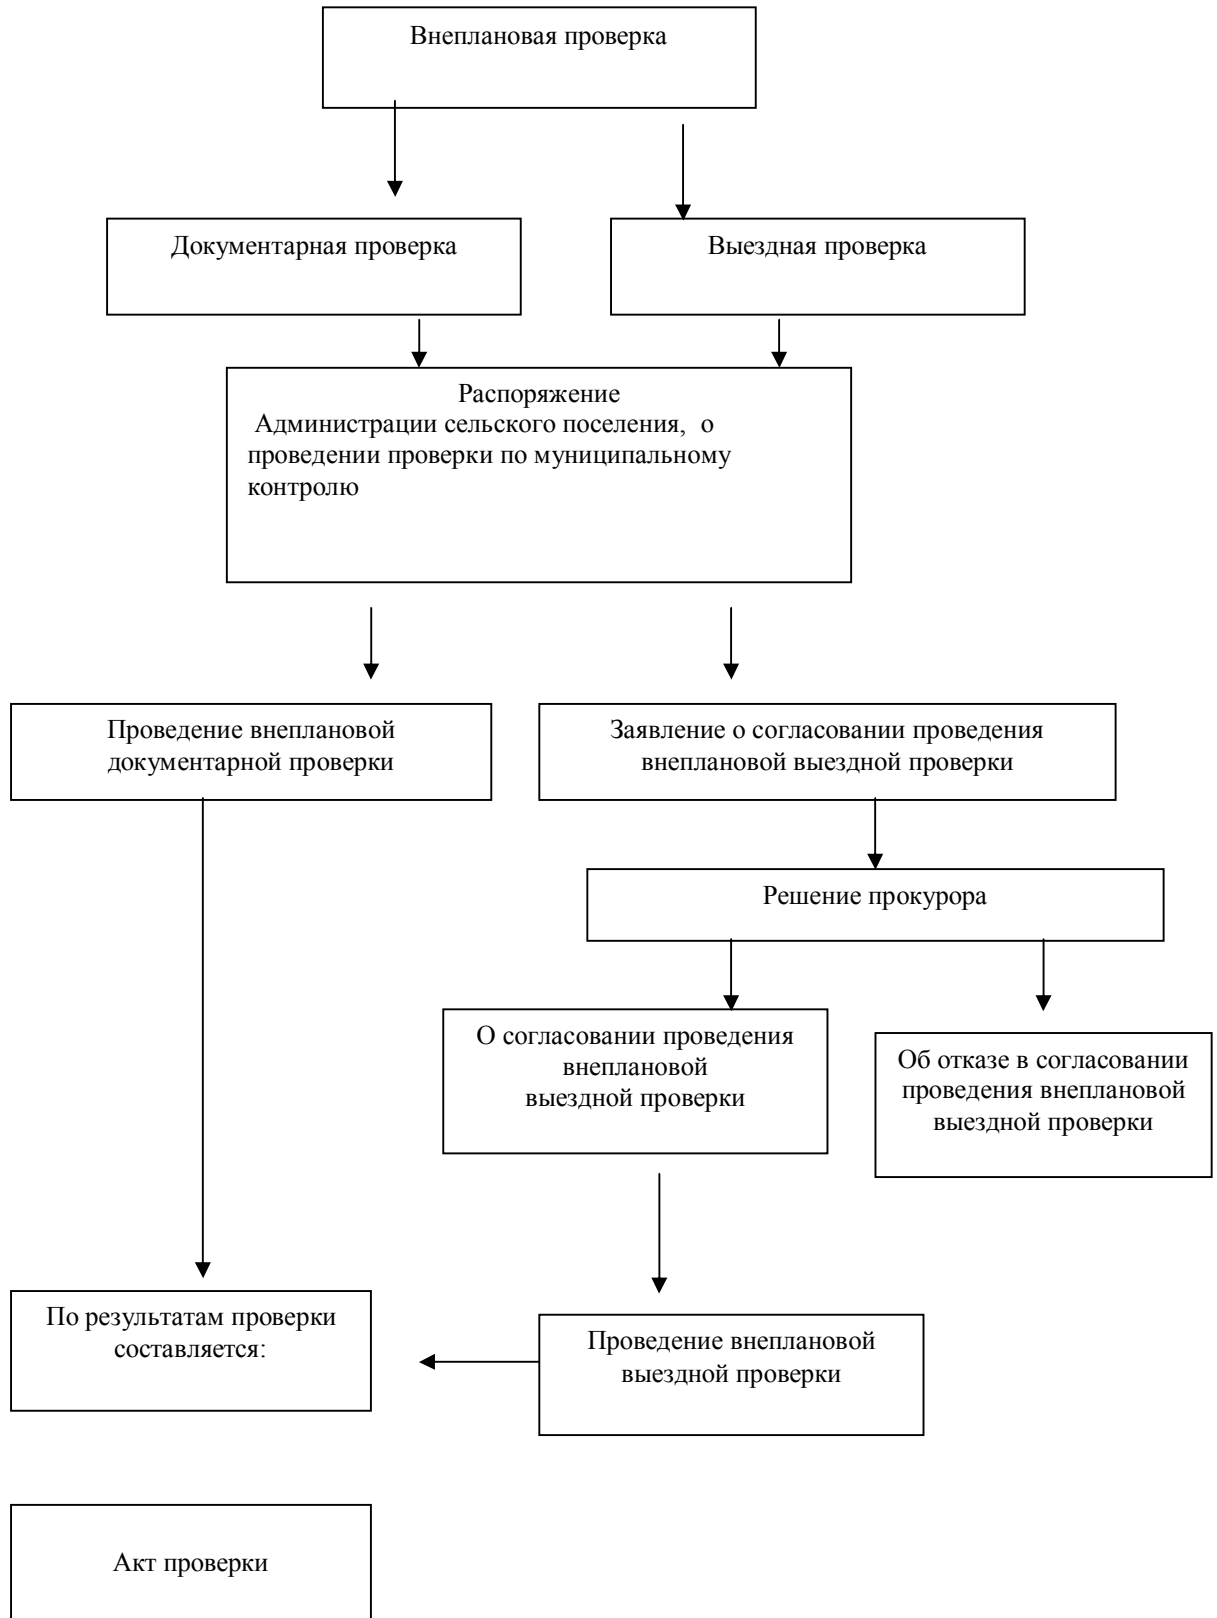 Внеплановая проверка
Документарная проверка
Выездная проверка
Распоряжение
Администрации сельского поселения, о
проведении проверки по муниципальному
контролю
Проведение внеплановой
документарной проверки
Заявление о согласовании проведения
внеплановой выездной проверки
Решение прокурора
О согласовании проведения
внеплановой
выездной проверки
Об отказе в согласовании
проведения внеплановой
выездной проверки
По результатам проверки
составляется:
Проведение внеплановой
выездной проверки
Акт проверки